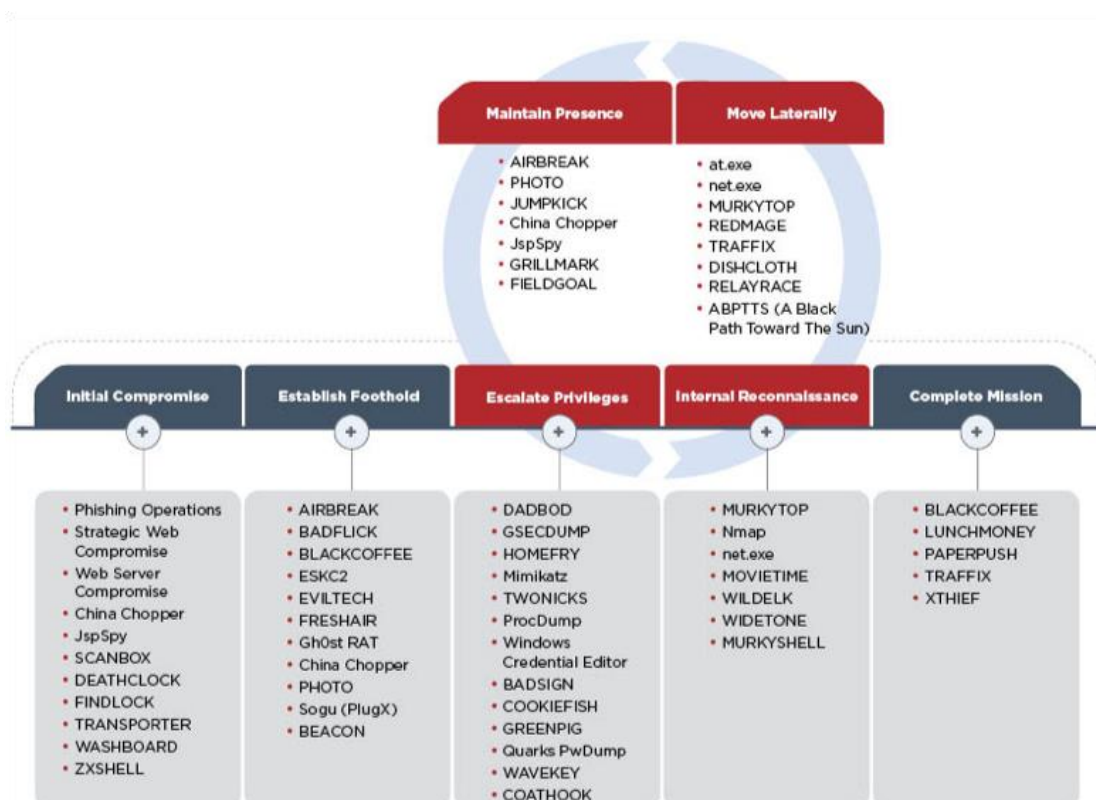 Maintain Presence
• AIRBREAK
• PHOTO
• JUMPKICK
• China Chopper
• JspSpy
• GRILLMARK
• FIELDGOAL
Move Laterally
• at.exe
• net.exe
• MURKYTOP
• REDMAGE
• TRAFFIX
• DISHCLOTH
• RELAYRACE
• ABPTTS (A Black
Path Toward The Sun)
Initial Compromise
• Phishing Operations
• Strategic Web
Compromise
• Web Server
Compromise
• China Chopper
• JspSpy
• SCANBOX
• DEATHCLOCK
• FINDLOCK
• TRANSPORTER
• WASHBOARD
• ZXSHELL
Establish Foothold
• AIRBREAK
• BADFLICK
• BLACKCOFFEE
• ESKC2
• EVILTECH
• FRESHAIR
• Gh0st RAT
• China Chopper
• PHOTO
• Sogu (PlugX)
• BEACON
Escalate Privileges
• DADBOD
• GSECDUMP
• HOMEFRY
• Mimikatz
• TWONICKS
• ProcDump
• Windows
Credential Editor
• BADSIGN
• COOKIEFISH
• GREENPIG
• Quarks PwDump
• WAVEKEY
• COATHOOK
Internal Reconnaissance
• MURKYTOP
• Nmap
• net.exe
• MOVIETIME
• WILDELK
• WIDETONE
• MURKYSHELL
Complete Mission
• BLACKCOFFEE
• LUNCHMONEY
• PAPERPUSH
• TRAFFIX
• XTHIEF